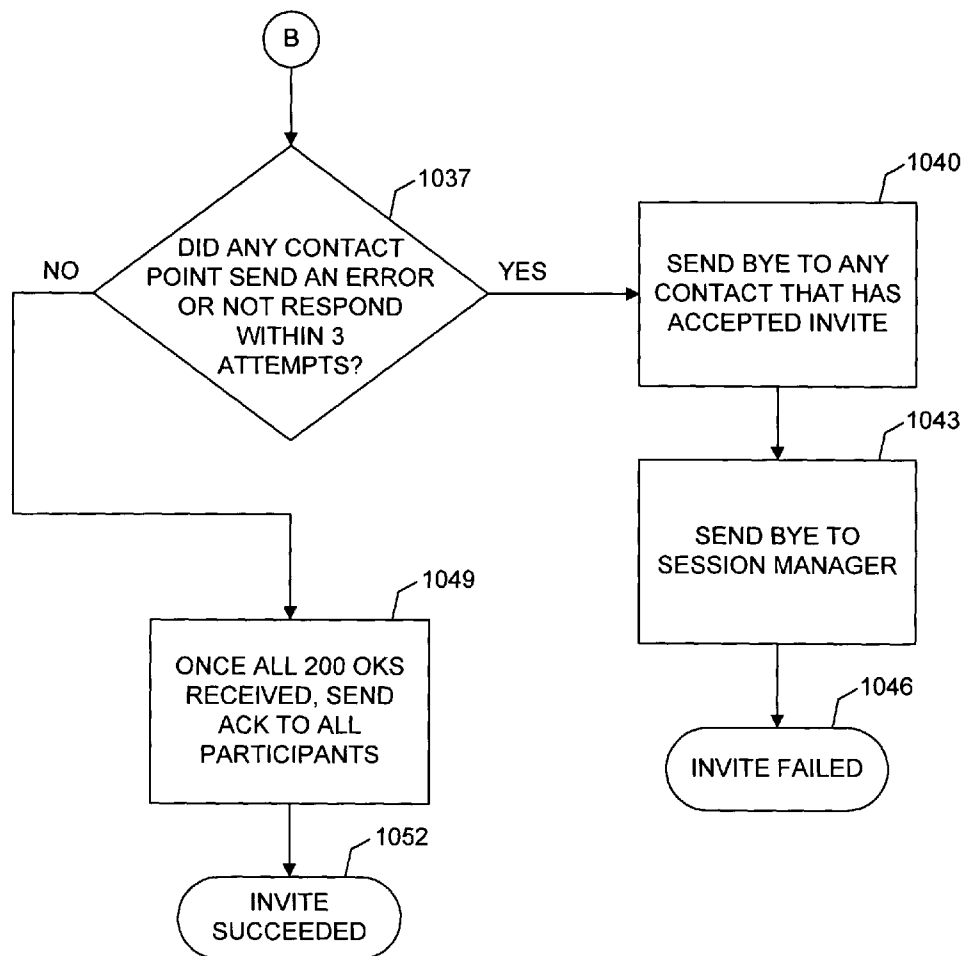 B
1037
DID ANY CONTACT
POINT SEND AN ERROR
OR NOT RESPOND
WITHIN 3
ATTEMPTS?
NO
YES
1040
SEND BYE TO ANY
CONTACT THAT HAS
ACCEPTED INVITE
1043
SEND BYE TO
SESSION MANAGER
1046
INVITE FAILED
1049
ONCE ALL 200 OKS
RECEIVED, SEND
ACK TO ALL
PARTICIPANTS
1052
INVITE
SUCCEEDED